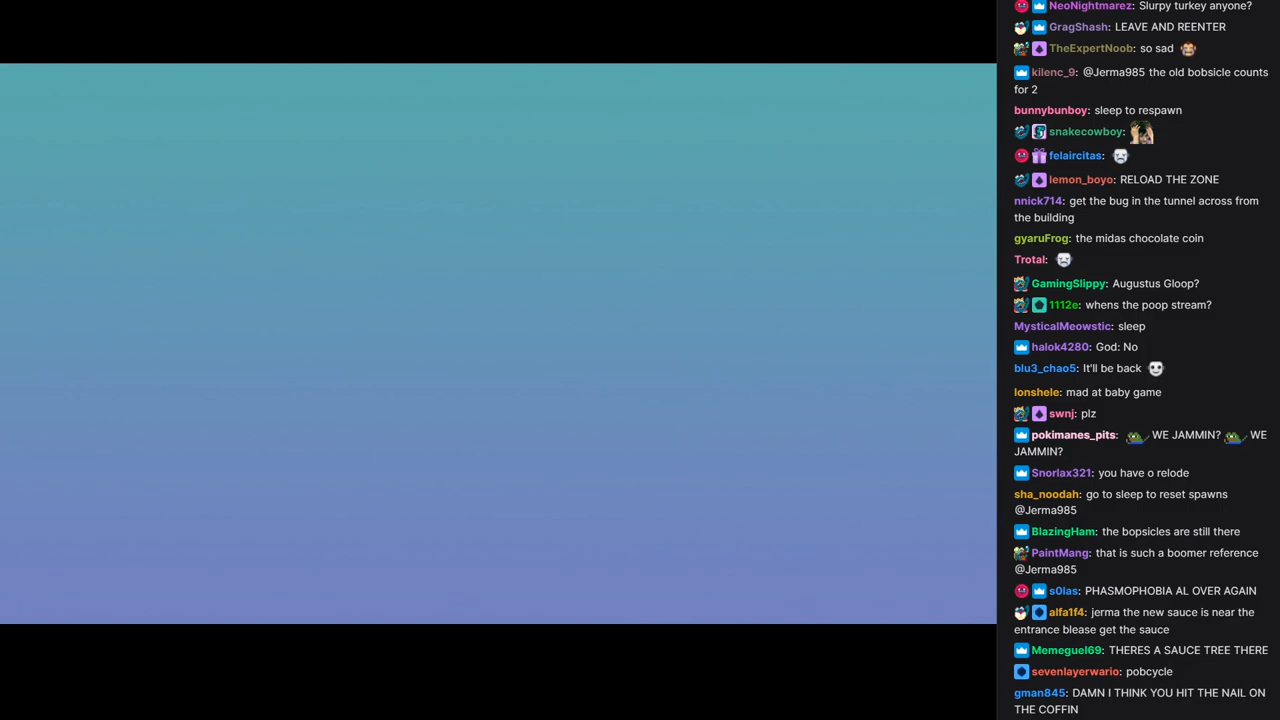 NeoNightmarez: Slurpy turkey anyone?
GragShash: LEAVE AND REENTER
TheExpertNoob: so sad
kilenc_9: @Jerma985 the old bobsicle counts
for 2
bunnybunboy: sleep to respawn
snakecowboy:
felaircitas:
lemon_boyo: RELOAD THE ZONE
nnick714: get the bug in the tunnel across from
the building
gyaruFrog: the midas chocolate coin
Trotal:
GamingSlippy: Augustus Gloop?
1112e: whens the poop stream?
MysticalMeowstic: sleep
halok4280: God: No
blu3_chao5: It'll be back
lonshele: mad at baby game
swnj: plz
pokimanes_pits: WE JAMMIN? WE
JAMMIN?
Snorlax321: you have o relode
sha_noodah: go to sleep to reset spawns
@Jerma985
BlazingHam: the bopsicles are still there
PaintMang: that is such a boomer reference
@Jerma985
s0las: PHASMOPHOBIA AL OVER AGAIN
alfa1f4: jerma the new sauce is near the
entrance blease get the sauce
Memeguel69: THERES A SAUCE TREE THERE
sevenlayerwario: pobcycle
gman845: DAMN I THINK YOU HIT THE NAIL ON
THE COFFIN